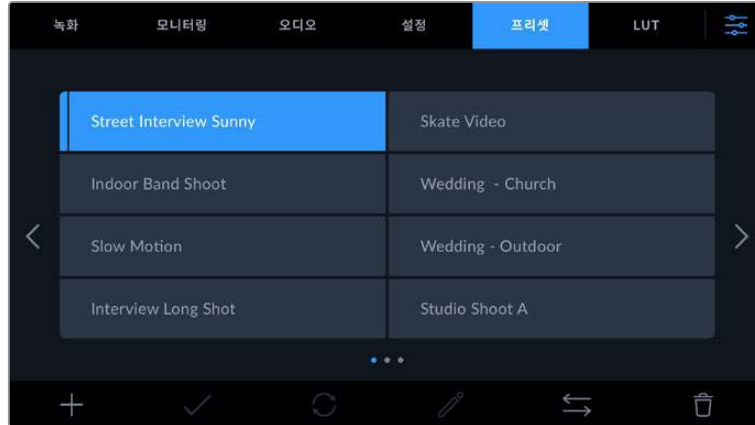 녹화 모니터링 오디오 설정 프리셋 LUT
Street Interview Sunny Skate Video
Indoor Band Shoot Wedding - Church
Slow Motion Wedding - Outdoor
Interview Long Shot Studio Shoot A